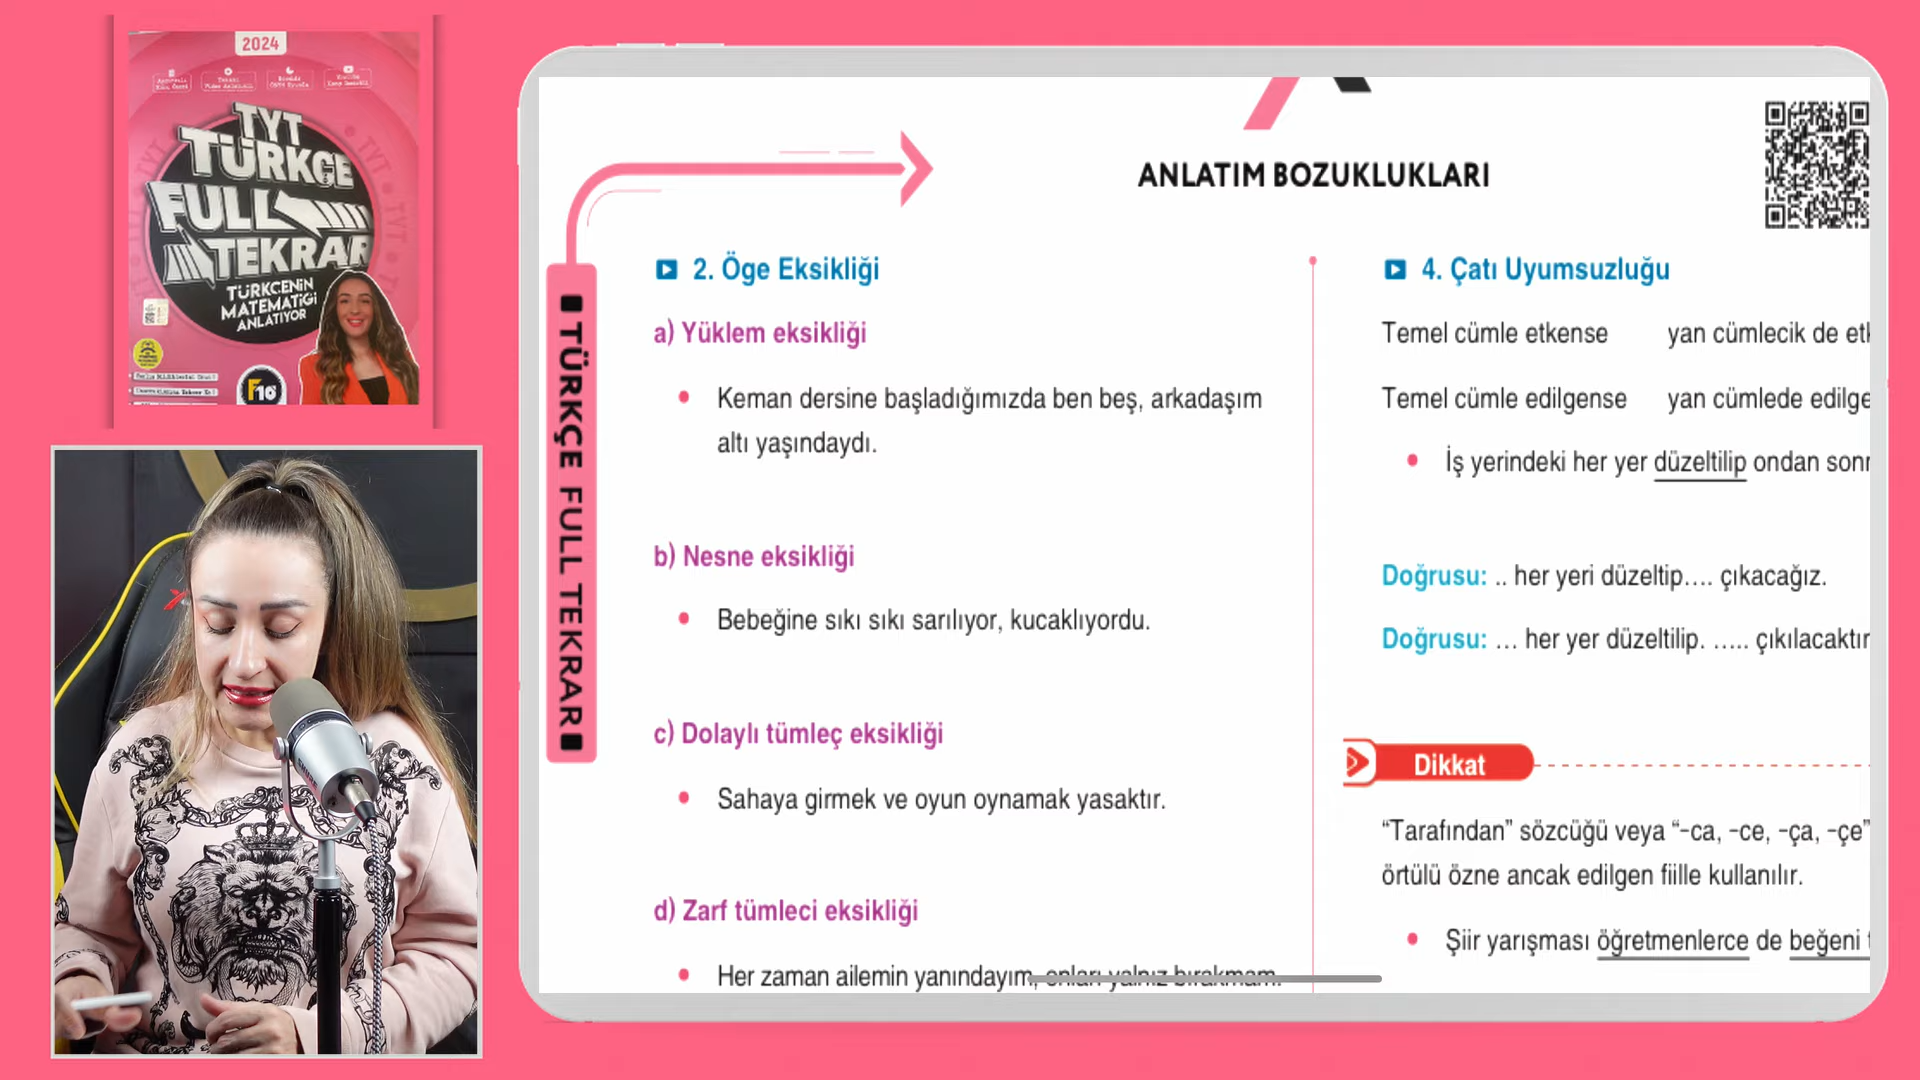 2024
TYT
TÜRKÇE
FULL
TEKRAR
TÜRKCENİN
MATEMATİĞİ
ANLATIYOR
F10
TÜRKÇE FULL TEKRAR
ANLATIM BOZUKLUKLARI
2. Öge Eksikliği
a) Yüklem eksikliği
• Keman dersine başladığımızda ben beş, arkadaşım
altı yaşındaydı.
b) Nesne eksikliği
• Bebeğine sıkı sıkı sarılıyor, kucaklıyordu.
c) Dolaylı tümleç eksikliği
• Sahaya girmek ve oyun oynamak yasaktır.
d) Zarf tümleci eksikliği
• Her zaman ailemin yanındayım, onları yalnız bırakmam.
4. Çatı Uyumsuzluğu
Temel cümle etkense yan cümlecik de etk
Temel cümle edilgense yan cümlede edilge
• İş yerindeki her yer düzeltilip ondan sonr
Doğrusu: .. her yeri düzeltip…. çıkacağız.
Doğrusu: … her yer düzeltilip. ….. çıkılacaktır
Dikkat
“Tarafından” sözcüğü veya “-ca, -ce, -ça, -çe”
örtülü özne ancak edilgen fiille kullanılır.
• Şiir yarışması öğretmenlerce de beğeni t